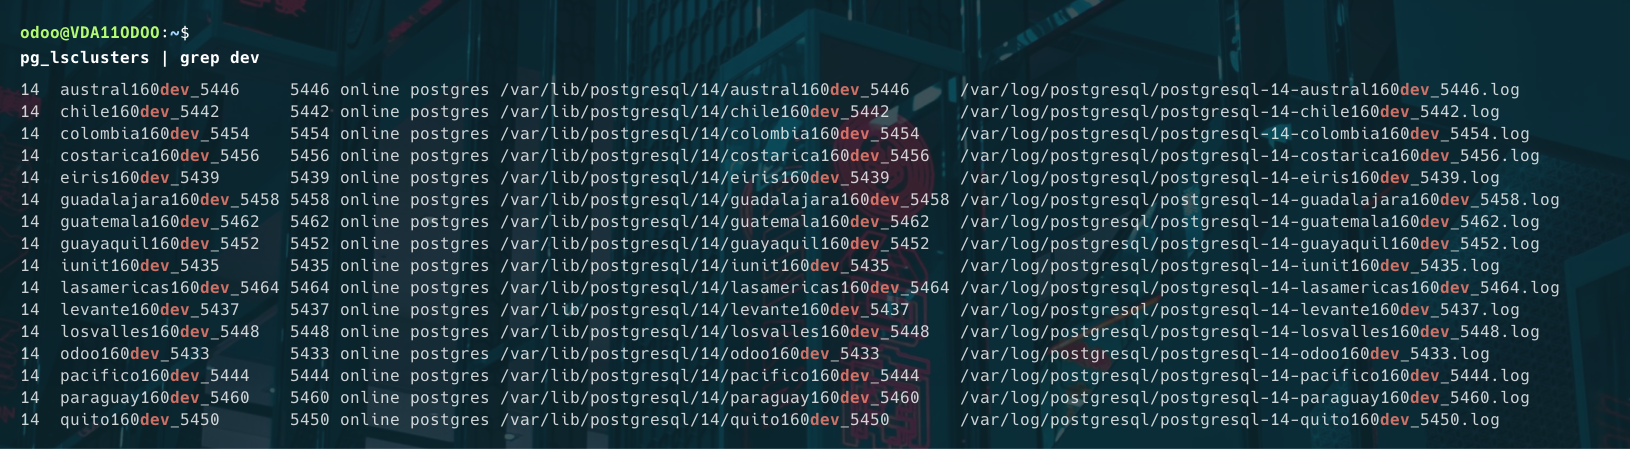 odoo@VDA11ODOO:~$
pg_lsclusters | grep dev
14  austral160dev_5446     5446 online postgres /var/lib/postgresql/14/austral160dev_5446     /var/log/postgresql/postgresql-14-austral160dev_5446.log
14  chile160dev_5442       5442 online postgres /var/lib/postgresql/14/chile160dev_5442       /var/log/postgresql/postgresql-14-chile160dev_5442.log
14  colombia160dev_5454    5454 online postgres /var/lib/postgresql/14/colombia160dev_5454    /var/log/postgresql/postgresql-14-colombia160dev_5454.log
14  costarica160dev_5456   5456 online postgres /var/lib/postgresql/14/costarica160dev_5456   /var/log/postgresql/postgresql-14-costarica160dev_5456.log
14  eiris160dev_5439       5439 online postgres /var/lib/postgresql/14/eiris160dev_5439       /var/log/postgresql/postgresql-14-eiris160dev_5439.log
14  guadalajara160dev_5458 5458 online postgres /var/lib/postgresql/14/guadalajara160dev_5458 /var/log/postgresql/postgresql-14-guadalajara160dev_5458.log
14  guatemala160dev_5462   5462 online postgres /var/lib/postgresql/14/guatemala160dev_5462   /var/log/postgresql/postgresql-14-guatemala160dev_5462.log
14  guayaquil160dev_5452   5452 online postgres /var/lib/postgresql/14/guayaquil160dev_5452   /var/log/postgresql/postgresql-14-guayaquil160dev_5452.log
14  iunit160dev_5435       5435 online postgres /var/lib/postgresql/14/iunit160dev_5435       /var/log/postgresql/postgresql-14-iunit160dev_5435.log
14  lasamericas160dev_5464 5464 online postgres /var/lib/postgresql/14/lasamericas160dev_5464 /var/log/postgresql/postgresql-14-lasamericas160dev_5464.log
14  levante160dev_5437     5437 online postgres /var/lib/postgresql/14/levante160dev_5437     /var/log/postgresql/postgresql-14-levante160dev_5437.log
14  losvalles160dev_5448   5448 online postgres /var/lib/postgresql/14/losvalles160dev_5448   /var/log/postgresql/postgresql-14-losvalles160dev_5448.log
14  odoo160dev_5433        5433 online postgres /var/lib/postgresql/14/odoo160dev_5433        /var/log/postgresql/postgresql-14-odoo160dev_5433.log
14  pacifico160dev_5444    5444 online postgres /var/lib/postgresql/14/pacifico160dev_5444    /var/log/postgresql/postgresql-14-pacifico160dev_5444.log
14  paraguay160dev_5460    5460 online postgres /var/lib/postgresql/14/paraguay160dev_5460    /var/log/postgresql/postgresql-14-paraguay160dev_5460.log
14  quito160dev_5450       5450 online postgres /var/lib/postgresql/14/quito160dev_5450       /var/log/postgresql/postgresql-14-quito160dev_5450.log